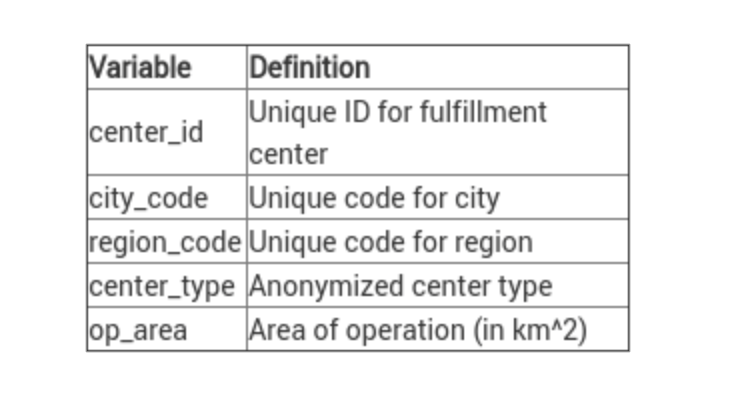 Variable Definition
center_id Unique ID for fulfillment
center
city_code Unique code for city
region_code Unique code for region
center_type Anonymized center type
op_area Area of operation (in km^2)